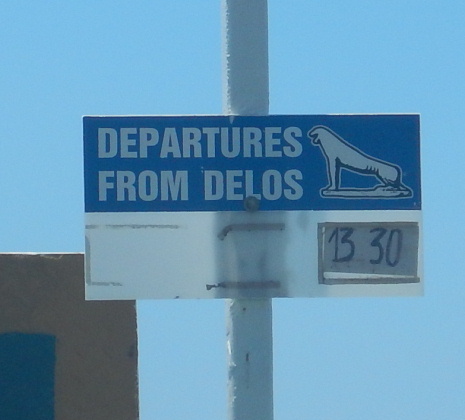 DEPARTURES
FROM DELOS
13 30